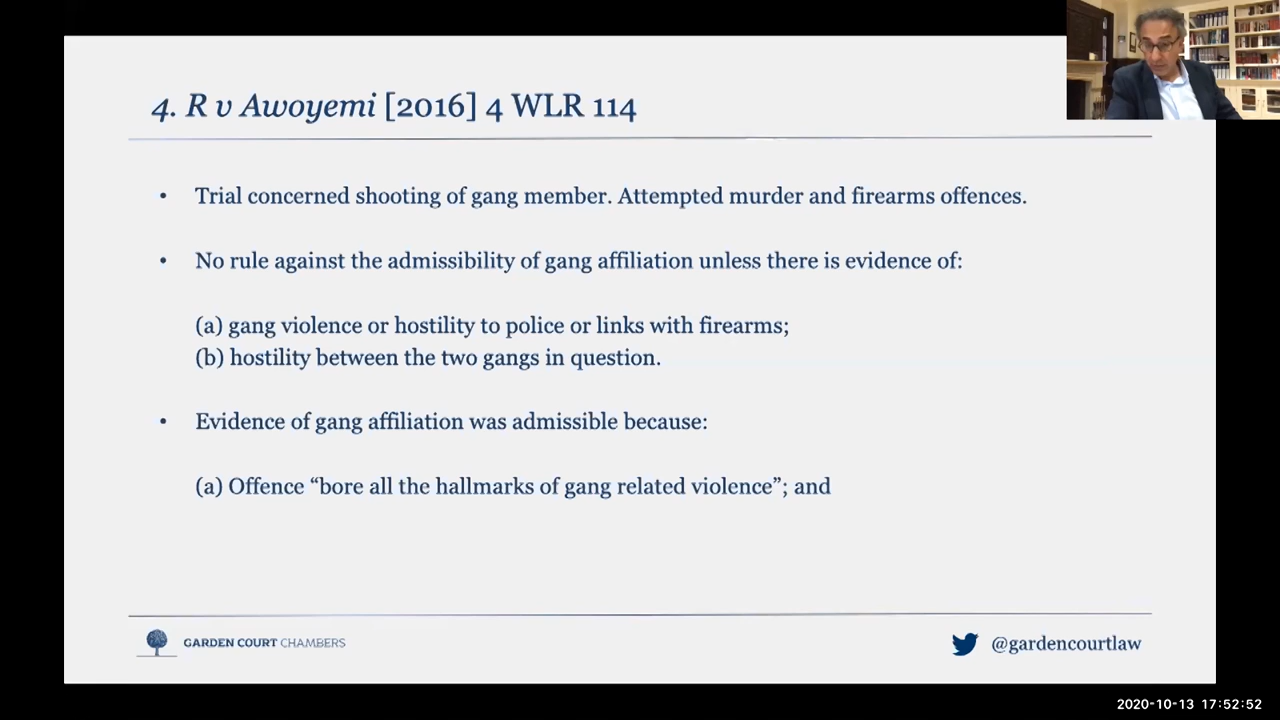 4. R v Awoyemi [2016] 4 WLR 114
• Trial concerned shooting of gang member. Attempted murder and firearms offences.
• No rule against the admissibility of gang affiliation unless there is evidence of:
(a) gang violence or hostility to police or links with firearms;
(b) hostility between the two gangs in question.
• Evidence of gang affiliation was admissible because:
(a) Offence “bore all the hallmarks of gang related violence”; and
GARDEN COURT CHAMBERS
@gardencourtlaw
2020-10-13 17:52:52